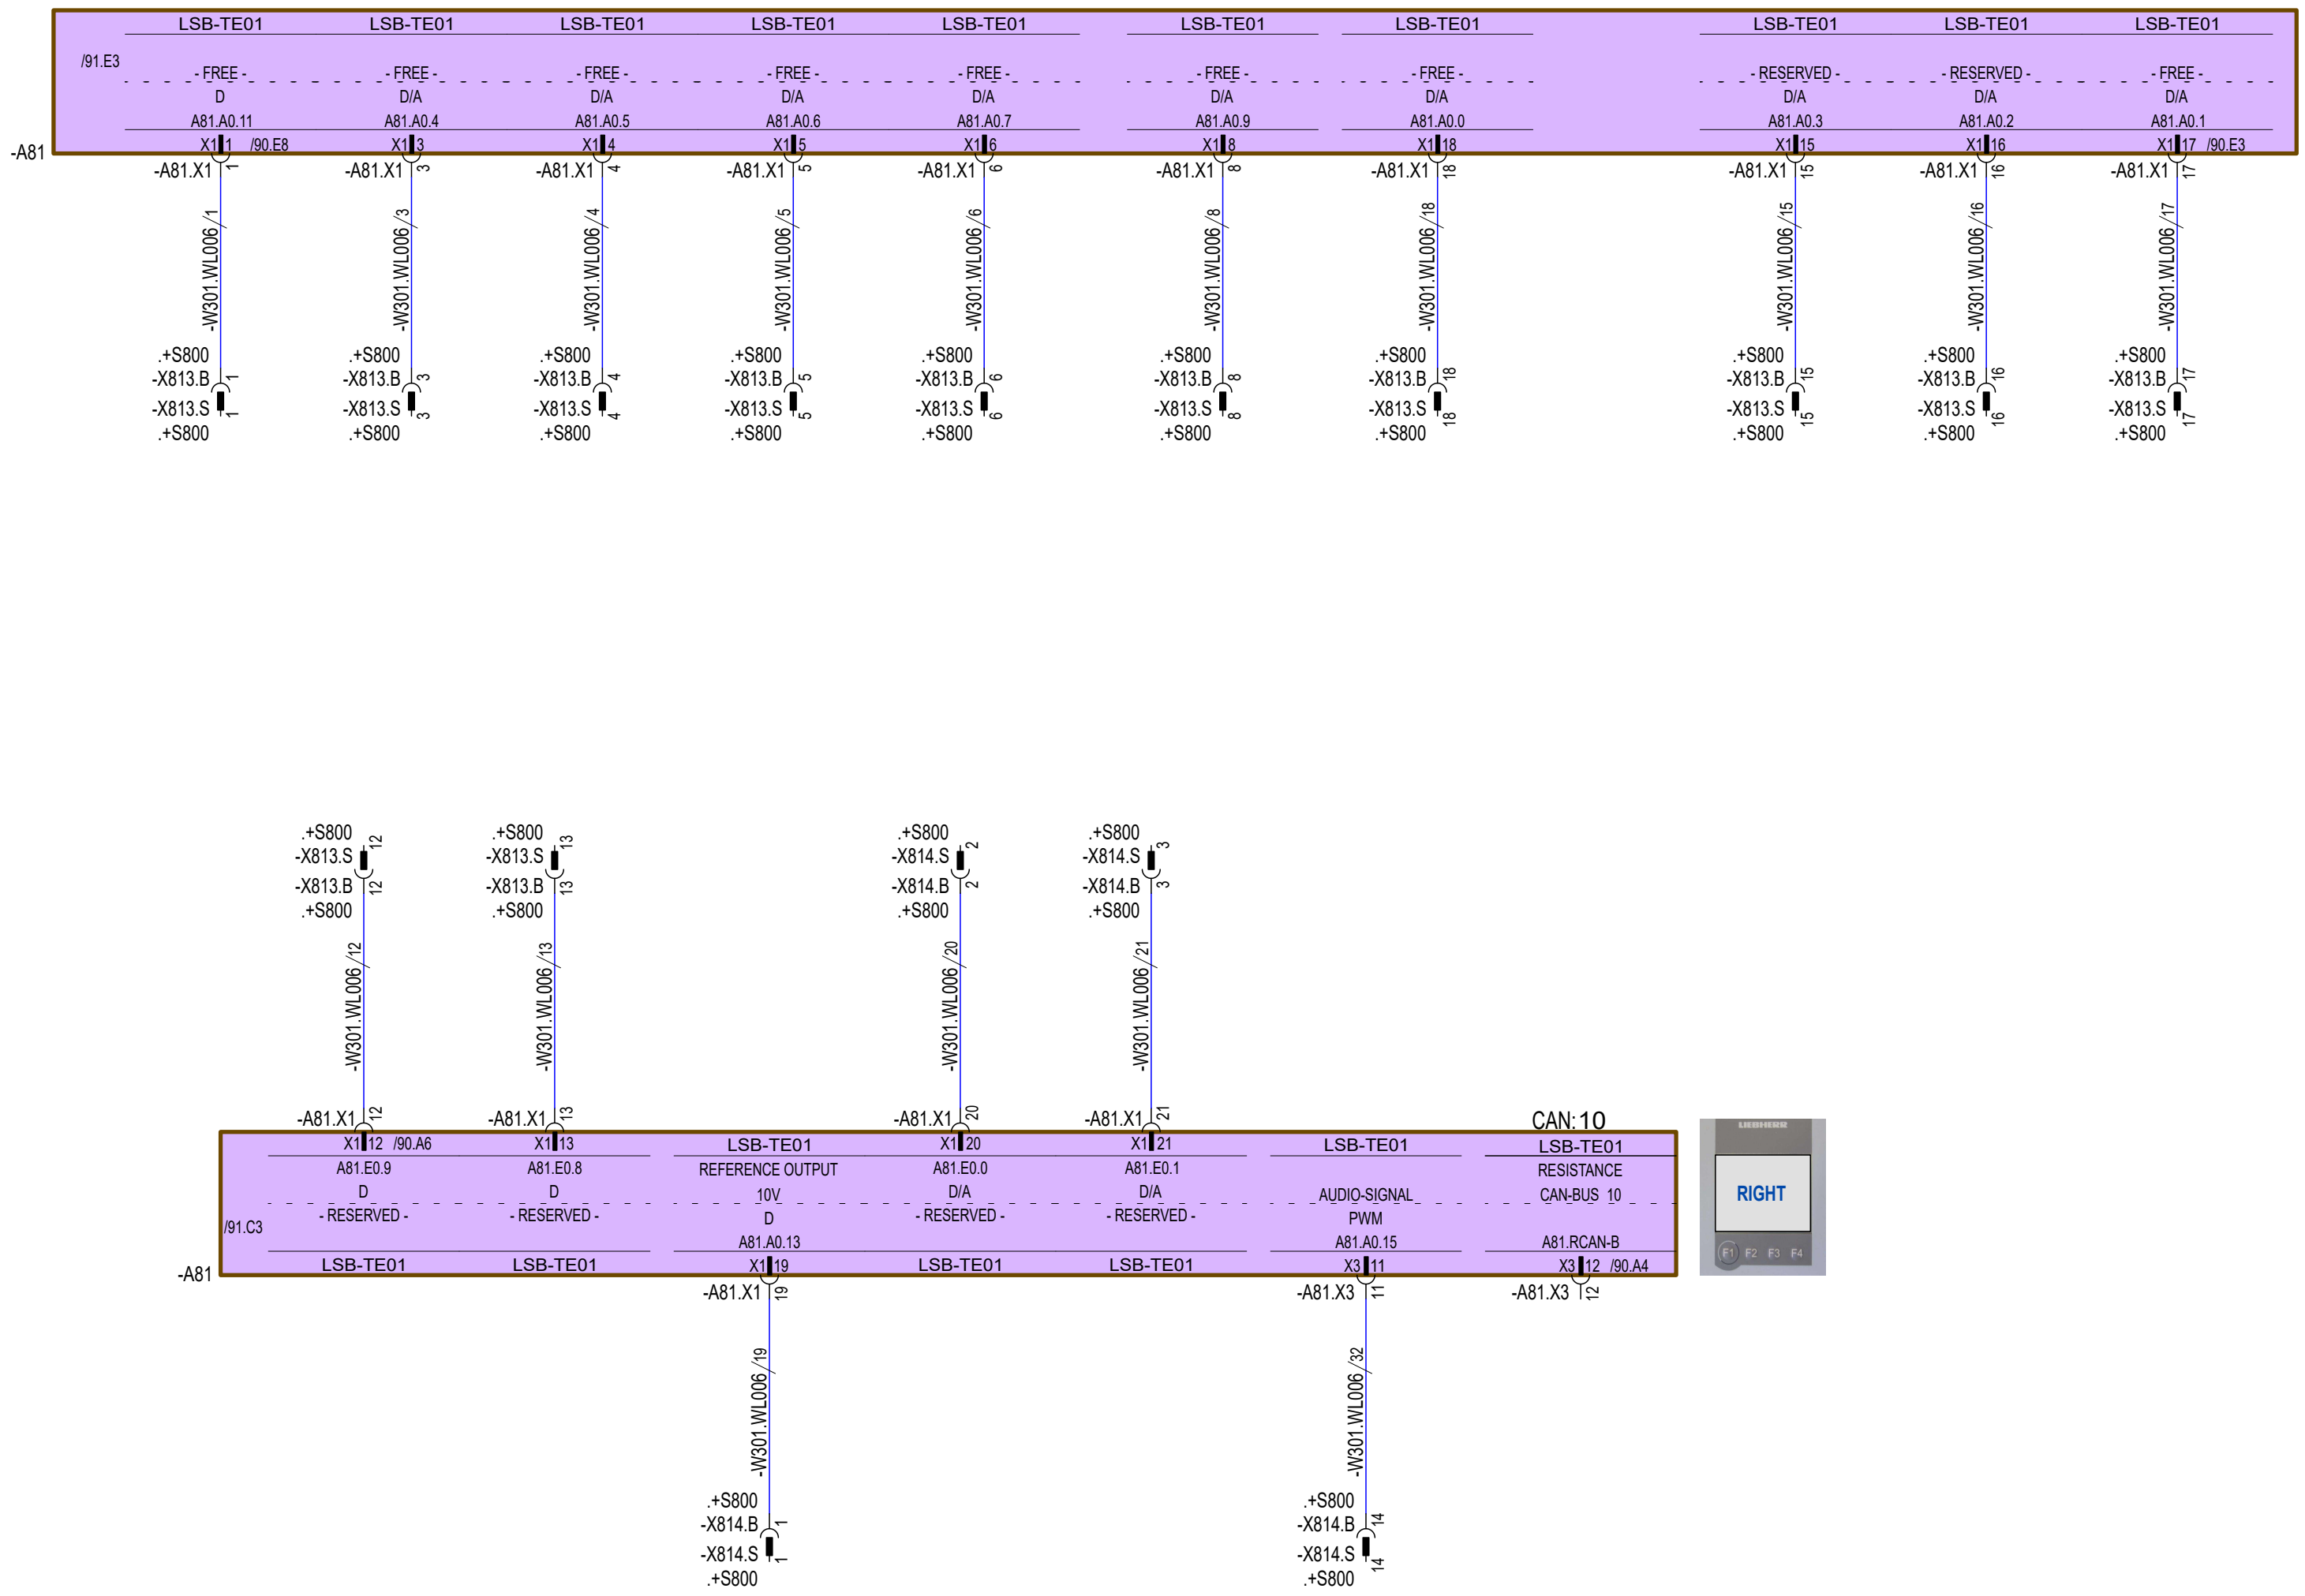 LSB-TE01 LSB-TE01 LSB-TE01 LSB-TE01 LSB-TE01 LSB-TE01 LSB-TE01 LSB-TE01 LSB-TE01 LSB-TE01
/91.E3
- FREE - - FREE - - FREE - - FREE - - FREE - - FREE - - FREE - - RESERVED - - RESERVED - - FREE -
D D/A D/A D/A D/A D/A D/A D/A D/A D/A
A81.A0.11 A81.A0.4 A81.A0.5 A81.A0.6 A81.A0.7 A81.A0.9 A81.A0.0 A81.A0.3 A81.A0.2 A81.A0.1
-A81 X1 1 /90.E8 X1 3 X1 4 X1 5 X1 6 X1 8 X1 18 X1 15 X1 16 X1 17 /90.E3
-A81.X1 1 -A81.X1 3 -A81.X1 4 -A81.X1 5 -A81.X1 6 -A81.X1 8 -A81.X1 18 -A81.X1 15 -A81.X1 16 -A81.X1 17
-W301.WL006 /1 -W301.WL006 /3 -W301.WL006 /4 -W301.WL006 /5 -W301.WL006 /6 -W301.WL006 /8 -W301.WL006 /18 -W301.WL006 /15 -W301.WL006 /16 -W301.WL006 /17
.+S800 .+S800 .+S800 .+S800 .+S800 .+S800 .+S800 .+S800 .+S800 .+S800
-X813.B 1 -X813.B 3 -X813.B 4 -X813.B 5 -X813.B 6 -X813.B 8 -X813.B 18 -X813.B 15 -X813.B 16 -X813.B 17
-X813.S 1 -X813.S 3 -X813.S 4 -X813.S 5 -X813.S 6 -X813.S 8 -X813.S 18 -X813.S 15 -X813.S 16 -X813.S 17
.+S800 .+S800 .+S800 .+S800 .+S800 .+S800 .+S800 .+S800 .+S800 .+S800
.+S800 .+S800 .+S800 .+S800
-X813.S 12 -X813.S 13 -X814.S 2 -X814.S 3
-X813.B 12 -X813.B 13 -X814.B 2 -X814.B 3
.+S800 .+S800 .+S800 .+S800
-W301.WL006 /12 -W301.WL006 /13 -W301.WL006 /20 -W301.WL006 /21
-A81.X1 12 -A81.X1 13 -A81.X1 20 -A81.X1 21 CAN: 10
X1 12 /90.A6 X1 13 LSB-TE01 X1 20 X1 21 LSB-TE01 LSB-TE01
A81.E0.9 A81.E0.8 REFERENCE OUTPUT A81.E0.0 A81.E0.1 RESISTANCE
D D 10V D/A D/A AUDIO-SIGNAL CAN-BUS 10
/91.C3 - RESERVED - - RESERVED - D - RESERVED - - RESERVED - PWM
A81.A0.13 A81.A0.15 A81.RCAN-B
-A81 LSB-TE01 LSB-TE01 X1 19 LSB-TE01 LSB-TE01 X3 11 X3 12 /90.A4
-A81.X1 19 -A81.X3 11 -A81.X3 12
LIEBHERR
RIGHT
F1 F2 F3 F4
-W301.WL006 /19 -W301.WL006 /32
.+S800 .+S800
-X814.B 1 -X814.B 14
-X814.S 1 -X814.S 14
.+S800 .+S800